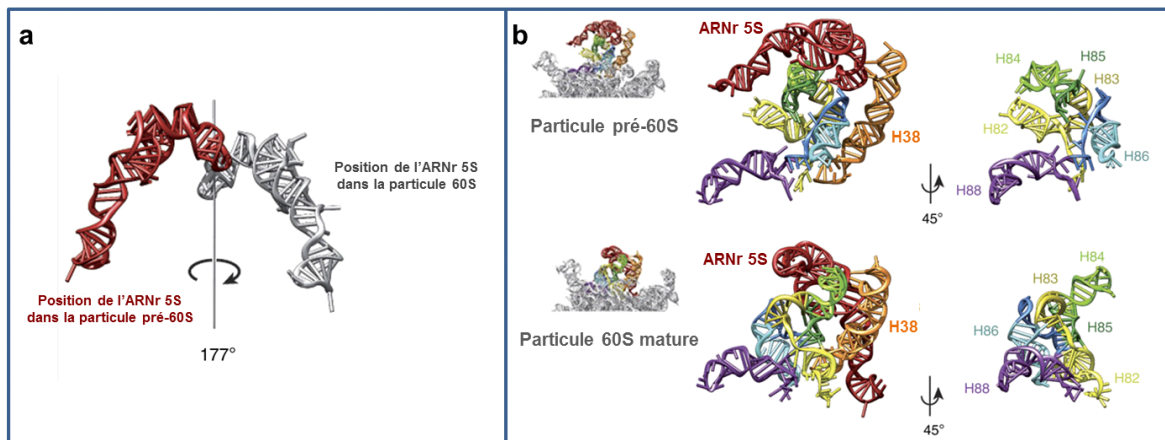 a
Position de l'ARNr 5S
dans la particule 60S
Position de l'ARNr 5S
dans la particule pré-60S
177°
b
Particule pré-60S
ARNr 5S
H38
45°
H84
H85
H83
H82
H86
H88
Particule 60S mature
ARNr 5S
H38
45°
H84
H83
H86
H85
H88
H82